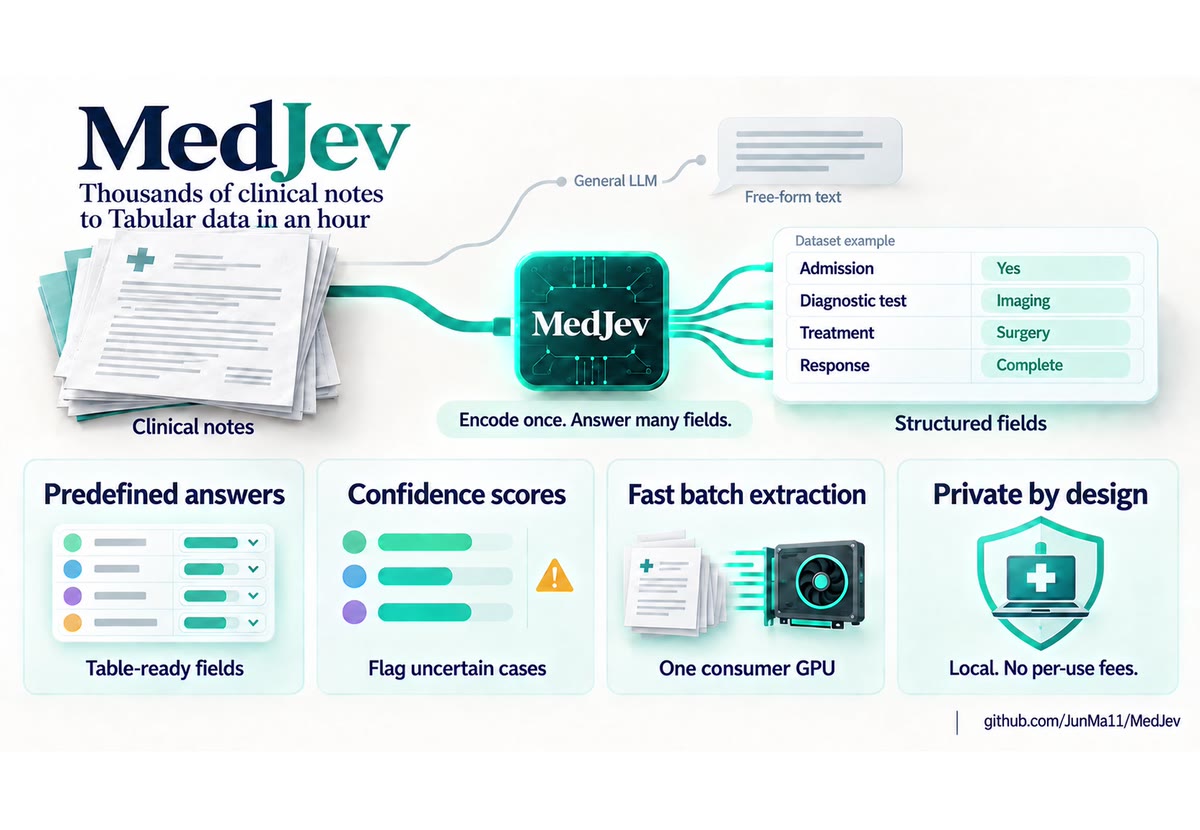 MedJev
Thousands of clinical notes
to Tabular data in an hour
General LLM
Free-form text
Clinical notes
MedJev
Encode once. Answer many fields.
Dataset example
Admission Yes
Diagnostic test Imaging
Treatment Surgery
Response Complete
Structured fields
Predefined answers
Table-ready fields
Confidence scores
Flag uncertain cases
Fast batch extraction
One consumer GPU
Private by design
Local. No per-use fees.
github.com/JunMa11/MedJev